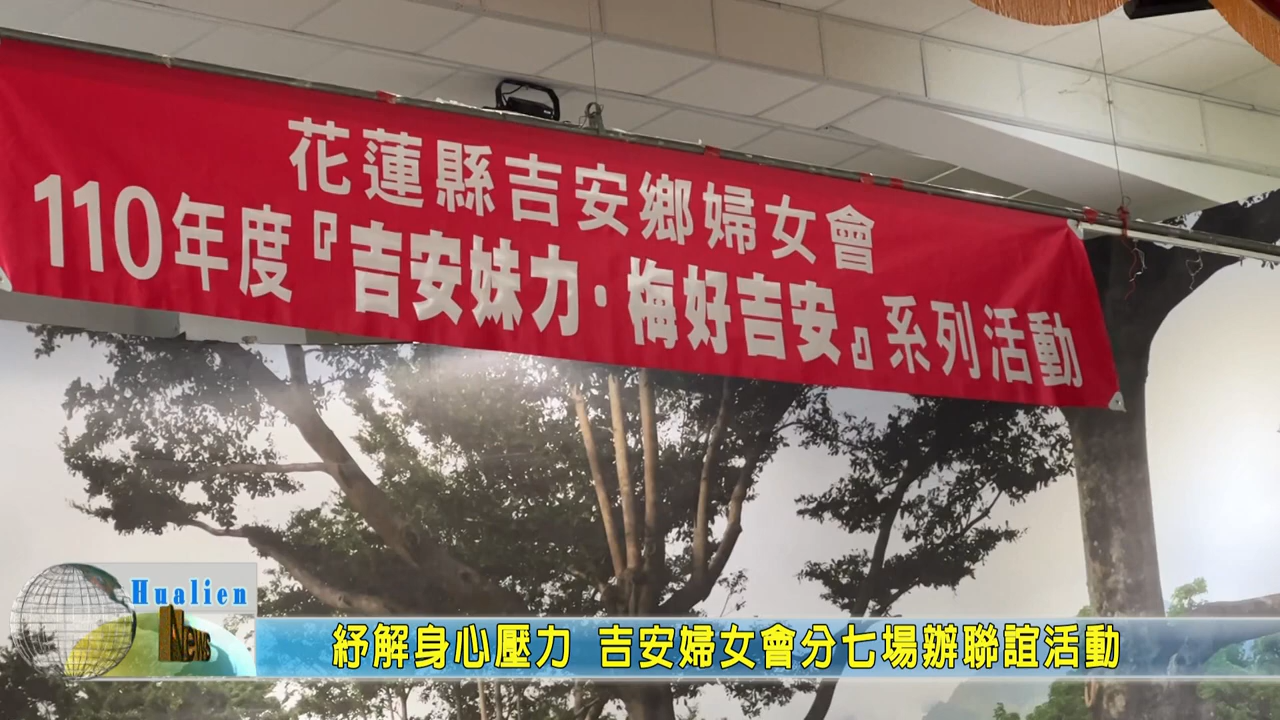 花蓮縣吉安鄉婦女會
110年度『吉安妹力·梅好吉安』系列活動
Hualien
News
紓解身心壓力 吉安婦女會分七場辦聯誼活動